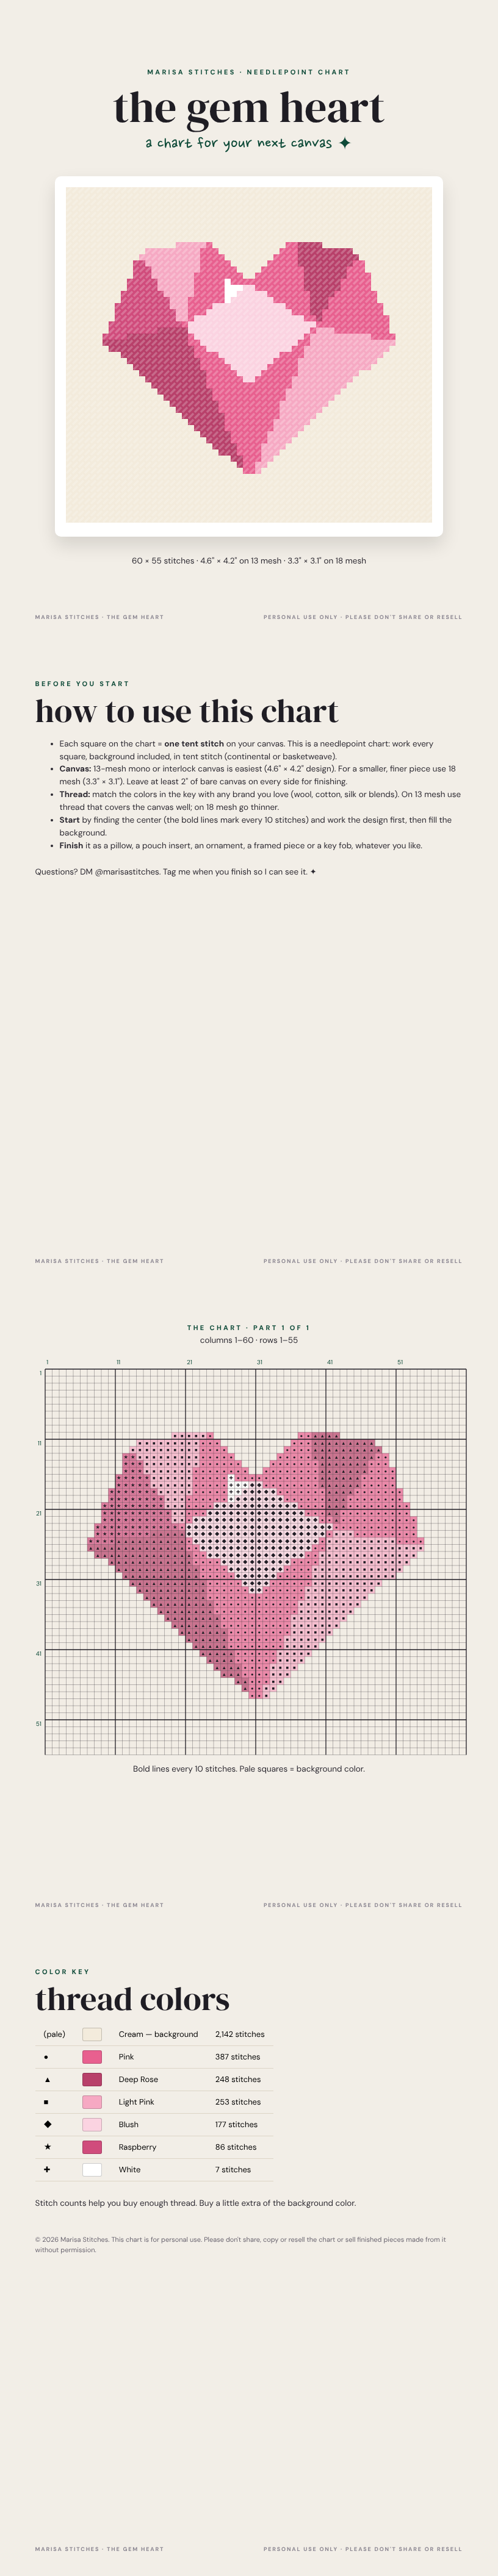 MARISA STITCHES · NEEDLEPOINT CHART
the gem heart
a chart for your next canvas ✦
60 × 55 stitches · 4.6" × 4.2" on 13 mesh · 3.3" × 3.1" on 18 mesh
MARISA STITCHES · THE GEM HEART
PERSONAL USE ONLY · PLEASE DON'T SHARE OR RESELL
BEFORE YOU START
how to use this chart
• Each square on the chart = one tent stitch on your canvas. This is a needlepoint chart: work every
square, background included, in tent stitch (continental or basketweave).
• Canvas: 13-mesh mono or interlock canvas is easiest (4.6" × 4.2" design). For a smaller, finer piece use 18
mesh (3.3" × 3.1"). Leave at least 2" of bare canvas on every side for finishing.
• Thread: match the colors in the key with any brand you love (wool, cotton, silk or blends). On 13 mesh use
thread that covers the canvas well; on 18 mesh go thinner.
• Start by finding the center (the bold lines mark every 10 stitches) and work the design first, then fill the
background.
• Finish it as a pillow, a pouch insert, an ornament, a framed piece or a key fob, whatever you like.
Questions? DM @marisastitches. Tag me when you finish so I can see it. ✦
MARISA STITCHES · THE GEM HEART
PERSONAL USE ONLY · PLEASE DON'T SHARE OR RESELL
THE CHART · PART 1 OF 1
columns 1–60 · rows 1–55
1 11 21 31 41 51
1
11
21
31
41
51
Bold lines every 10 stitches. Pale squares = background color.
MARISA STITCHES · THE GEM HEART
PERSONAL USE ONLY · PLEASE DON'T SHARE OR RESELL
COLOR KEY
thread colors
(pale) Cream — background 2,142 stitches
● Pink 387 stitches
▲ Deep Rose 248 stitches
■ Light Pink 253 stitches
◆ Blush 177 stitches
★ Raspberry 86 stitches
✚ White 7 stitches
Stitch counts help you buy enough thread. Buy a little extra of the background color.
© 2026 Marisa Stitches. This chart is for personal use. Please don't share, copy or resell the chart or sell finished pieces made from it
without permission.
MARISA STITCHES · THE GEM HEART
PERSONAL USE ONLY · PLEASE DON'T SHARE OR RESELL